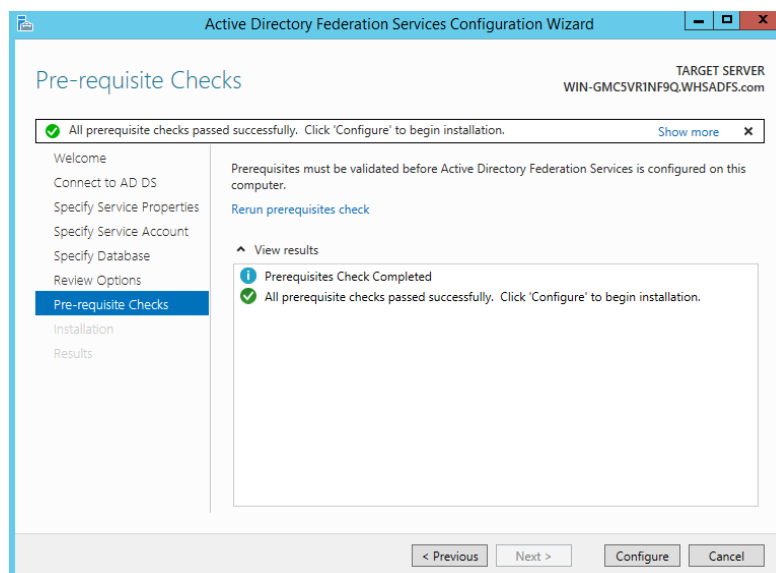 Active Directory Federation Services Configuration Wizard
Pre-requisite Checks
TARGET SERVER
WIN-GMC5VR1NF9Q.WHSADFS.com
All prerequisite checks passed successfully. Click 'Configure' to begin installation.
Show more
Welcome
Connect to AD DS
Specify Service Properties
Specify Service Account
Specify Database
Review Options
Pre-requisite Checks
Installation
Results
Prerequisites must be validated before Active Directory Federation Services is configured on this
computer.
Rerun prerequisites check
View results
Prerequisites Check Completed
All prerequisite checks passed successfully. Click 'Configure' to begin installation.
< Previous
Next >
Configure
Cancel